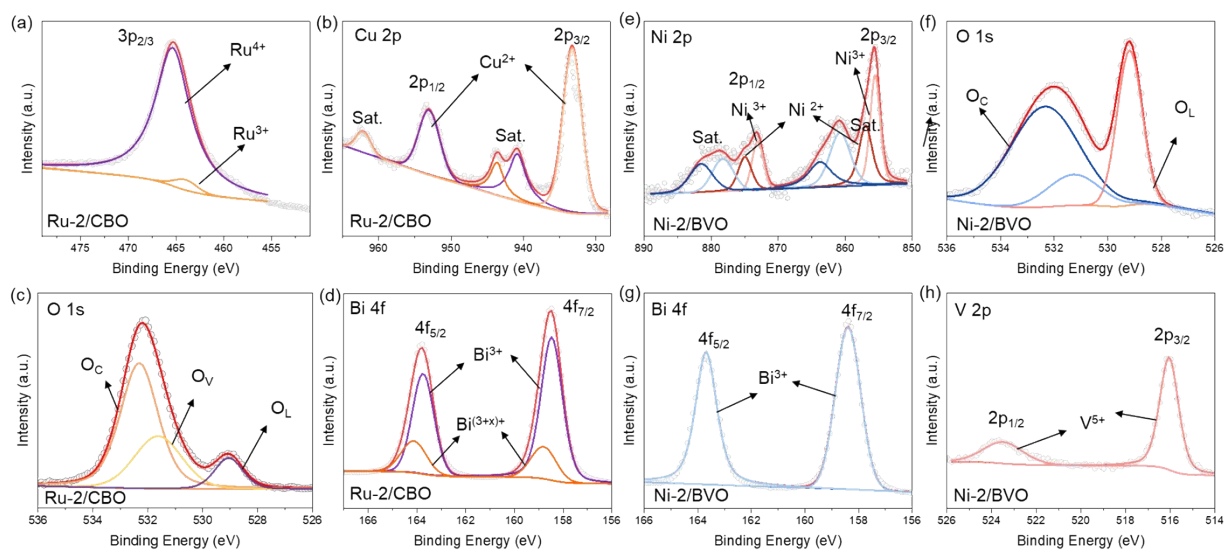 (a)
3p2/3
Ru4+
Ru3+
Ru-2/CBO
Intensity (a.u.)
475 470 465 460 455
Binding Energy (eV)
(b)
Cu 2p
2p3/2
Cu2+
2p1/2
Sat.
Sat.
Ru-2/CBO
Intensity (a.u.)
960 950 940 930
Binding Energy (eV)
(e)
Ni 2p
2p3/2
Ni3+
2p1/2
Ni 3+
Ni 2+
Sat.
Sat.
Ni-2/BVO
Intensity (a.u.)
890 880 870 860 850
Binding Energy (eV)
(f)
O 1s
OC
OL
Ni-2/BVO
Intensity (a.u.)
536 534 532 530 528 526
Binding Energy (eV)
(c)
O 1s
OC
OV
OL
Ru-2/CBO
Intensity (a.u.)
536 534 532 530 528 526
Binding Energy (eV)
(d)
Bi 4f
4f7/2
4f5/2
Bi3+
Bi(3+x)+
Ru-2/CBO
Intensity (a.u.)
166 164 162 160 158 156
Binding Energy (eV)
(g)
Bi 4f
4f7/2
4f5/2
Bi3+
Ni-2/BVO
Intensity (a.u.)
166 164 162 160 158 156
Binding Energy (eV)
(h)
V 2p
2p3/2
2p1/2
V5+
Ni-2/BVO
Intensity (a.u.)
526 524 522 520 518 516 514
Binding Energy (eV)